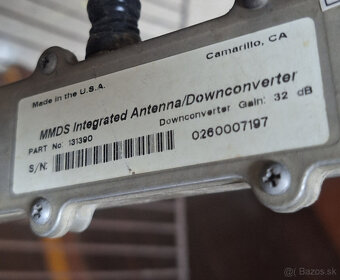 Made in the U.S.A.
Camarillo, CA
MMDS Integrated Antenna/Downconverter
Downconverter Gain: 32 dB
PART No: 131390
S/N:
0260007197
Bazos.sk